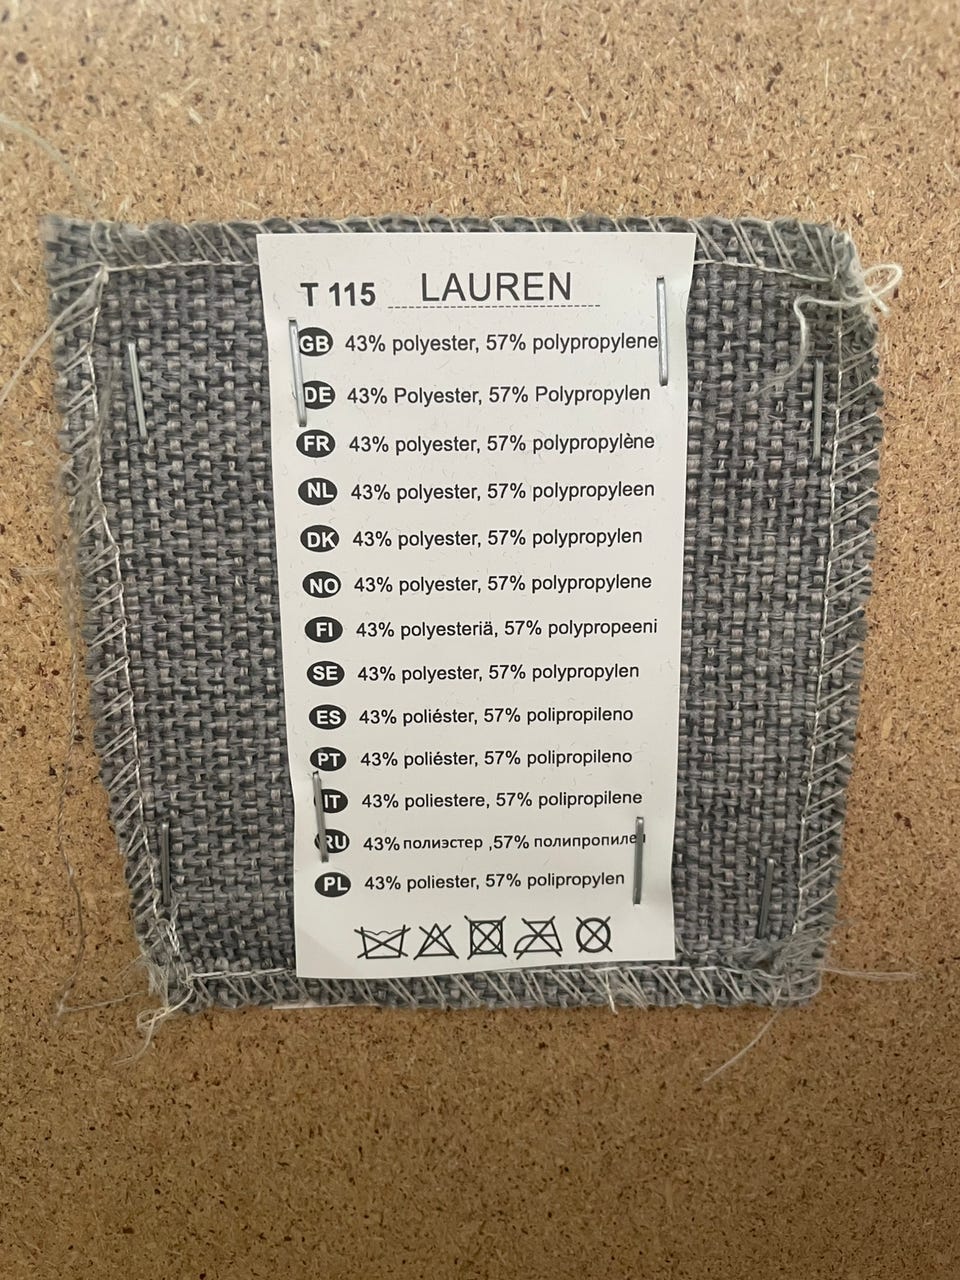 T 115 LAUREN
GB 43% polyester, 57% polypropylene
DE 43% Polyester, 57% Polypropylen
FR 43% polyester, 57% polypropylène
NL 43% polyester, 57% polypropyleen
DK 43% polyester, 57% polypropylen
NO 43% polyester, 57% polypropylene
FI 43% polyesteriä, 57% polypropeeni
SE 43% polyester, 57% polypropylen
ES 43% poliéster, 57% polipropileno
PT 43% poliéster, 57% polipropileno
IT 43% poliestere, 57% polipropilene
RU 43% полиэстер ,57% полипропилен
PL 43% poliester, 57% polipropylen